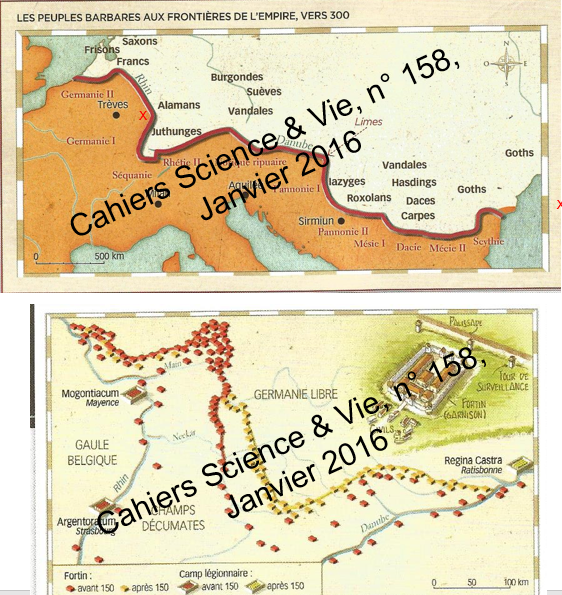 LES PEUPLES BARBARES AUX FRONTIÈRES DE L'EMPIRE, VERS 300
Saxons
Frisons
Francs
Rhin
Burgondes
Suèves
Vandales
Germanie II
Trèves
X
Alamans
Juthunges
Limes
Danube
Germanie I
Séquanie
Rhétie II
ripuaire
Vandales
Goths
Iazyges
Hasdings
Goths
Pannonie I
Roxolans
Daces
Carpes
X
Sirmiun
Pannonie II
Mésie I
Dacie
Mécie II
Scythie
0 500 km
N
O E
S
Cahiers Science & Vie, n° 158,
Janvier 2016
PALISSADE
TOUR DE
SURVEILLANCE
FORTIN
(GARNISON)
Main
GERMANIE LIBRE
Mogontiacum
Mayence
Neckar
GAULE
BELGIQUE
Rhin
Regina Castra
Ratisbonne
Argentoratum
Strasbourg
CHAMPS
DÉCUMATES
Danube
Cahiers Science & Vie, n° 158,
Janvier 2016
Fortin :
avant 150 après 150
Camp légionnaire :
avant 150 après 150
0 50 100 km